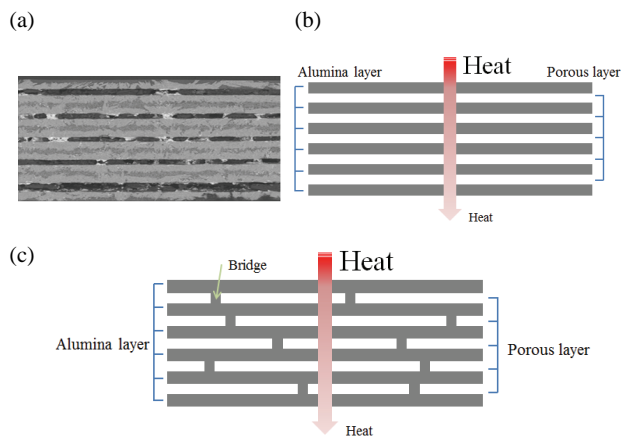 (a)
(b)
Heat
Alumina layer
Porous layer
Heat
(c)
Bridge
Heat
Alumina layer
Porous layer
Heat